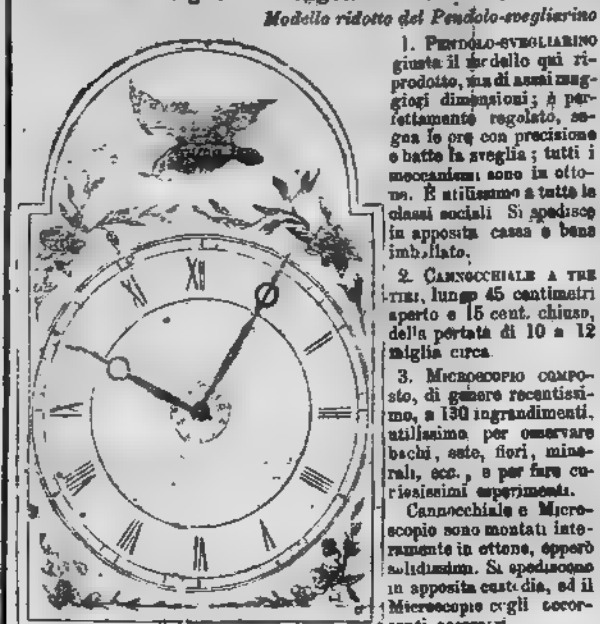 Modello ridotto del Pendolo-svegliarino
1. PENDOLO-SVEGLIARINO
giusta il modello qui ri-
prodotto, ma di assai mag-
giori dimensioni; è per-
fettamente regolato, se-
gna le ore con precisione
e batte la sveglia; tutti i
meccanismi sono in otto-
ne. È utilissimo a tutte le
classi sociali Si spedisce
in apposita cassa e bene
imballato.
2. CANNOCCHIALE A TRE
TIRI, lungo 45 centimetri
aperto e 15 cent. chiuso,
della portata di 10 a 12
miglia circa
3. MICROSCOPIO COMPO-
sto, di genere recentissi-
mo, a 130 ingrandimenti,
utilissimo per osservare
bachi, sete, fiori, mine-
rali, ecc., e per fare cu-
riosissimi esperimenti.
Cannocchiale e Micro-
scopio sono montati inte-
ramente in ottone, epperò
solidissimi. Si spediscono
in apposita custodia, ed il
Microscopio cogli occor-
XII
III